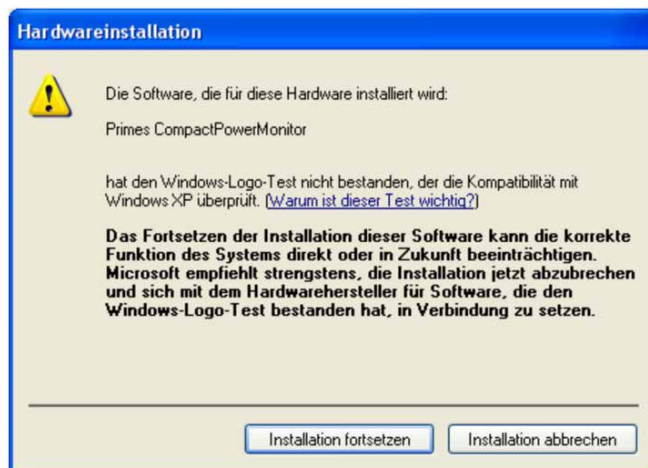 Hardwareinstallation
Die Software, die für diese Hardware installiert wird:
Primes CompactPowerMonitor
hat den Windows-Logo-Test nicht bestanden, der die Kompatibilität mit
Windows XP überprüft. (Warum ist dieser Test wichtig?)
Das Fortsetzen der Installation dieser Software kann die korrekte
Funktion des Systems direkt oder in Zukunft beeinträchtigen.
Microsoft empfiehlt strengstens, die Installation jetzt abzubrechen
und sich mit dem Hardwarehersteller für Software, die den
Windows-Logo-Test bestanden hat, in Verbindung zu setzen.
Installation fortsetzen
Installation abbrechen